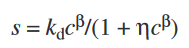 s = k_d c^β/(1 + ηc^β)